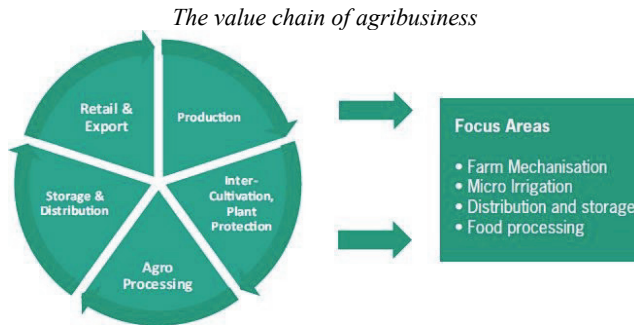 The value chain of agribusiness
Retail &
Export
Production
Storage &
Distribution
Inter-
Cultivation,
Plant
Protection
Agro
Processing
Focus Areas
• Farm Mechanisation
• Micro Irrigation
• Distribution and storage
• Food processing